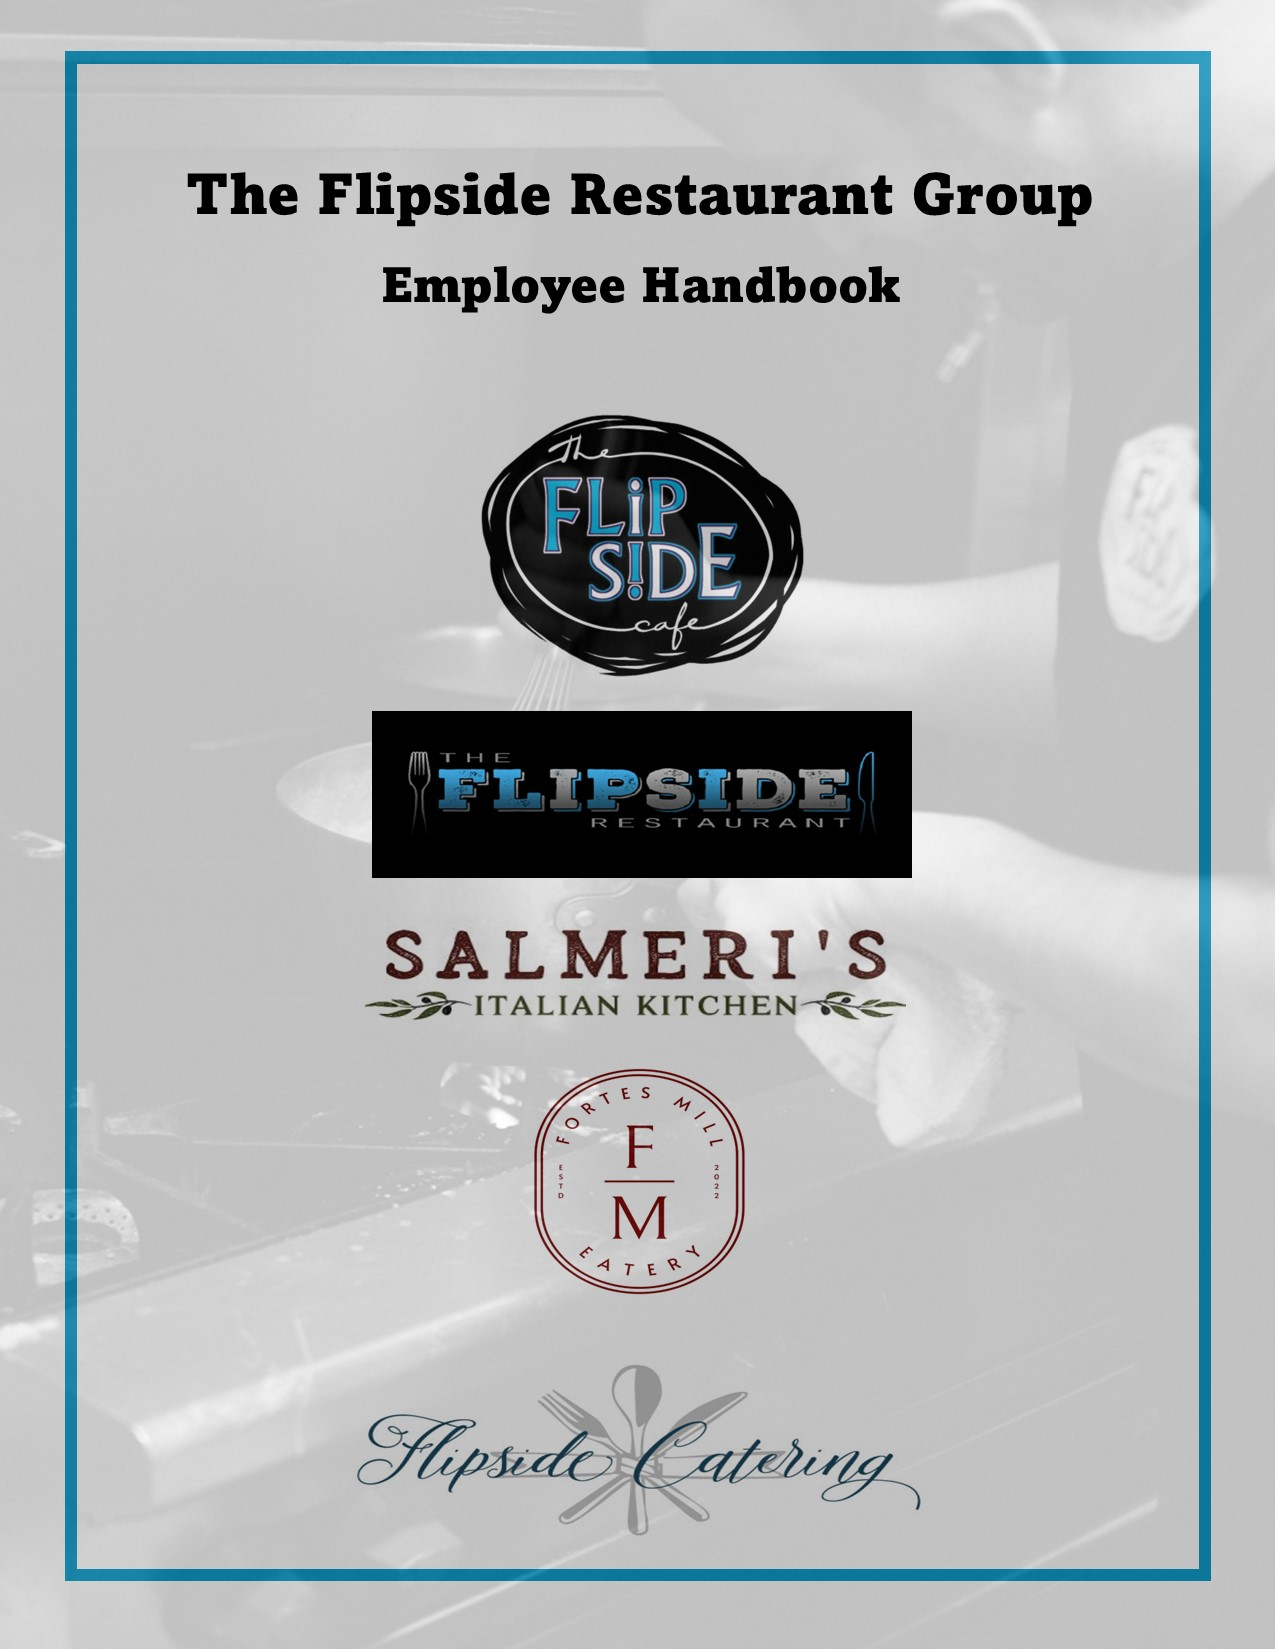 The Flipside Restaurant Group
Employee Handbook
The
FLiP
S!DE
cafe
THE
FLIPSIDE
RESTAURANT
SALMERI'S
ITALIAN KITCHEN
FORTES MILL
F
ESTD
2022
M
EATERY
Flipside Catering